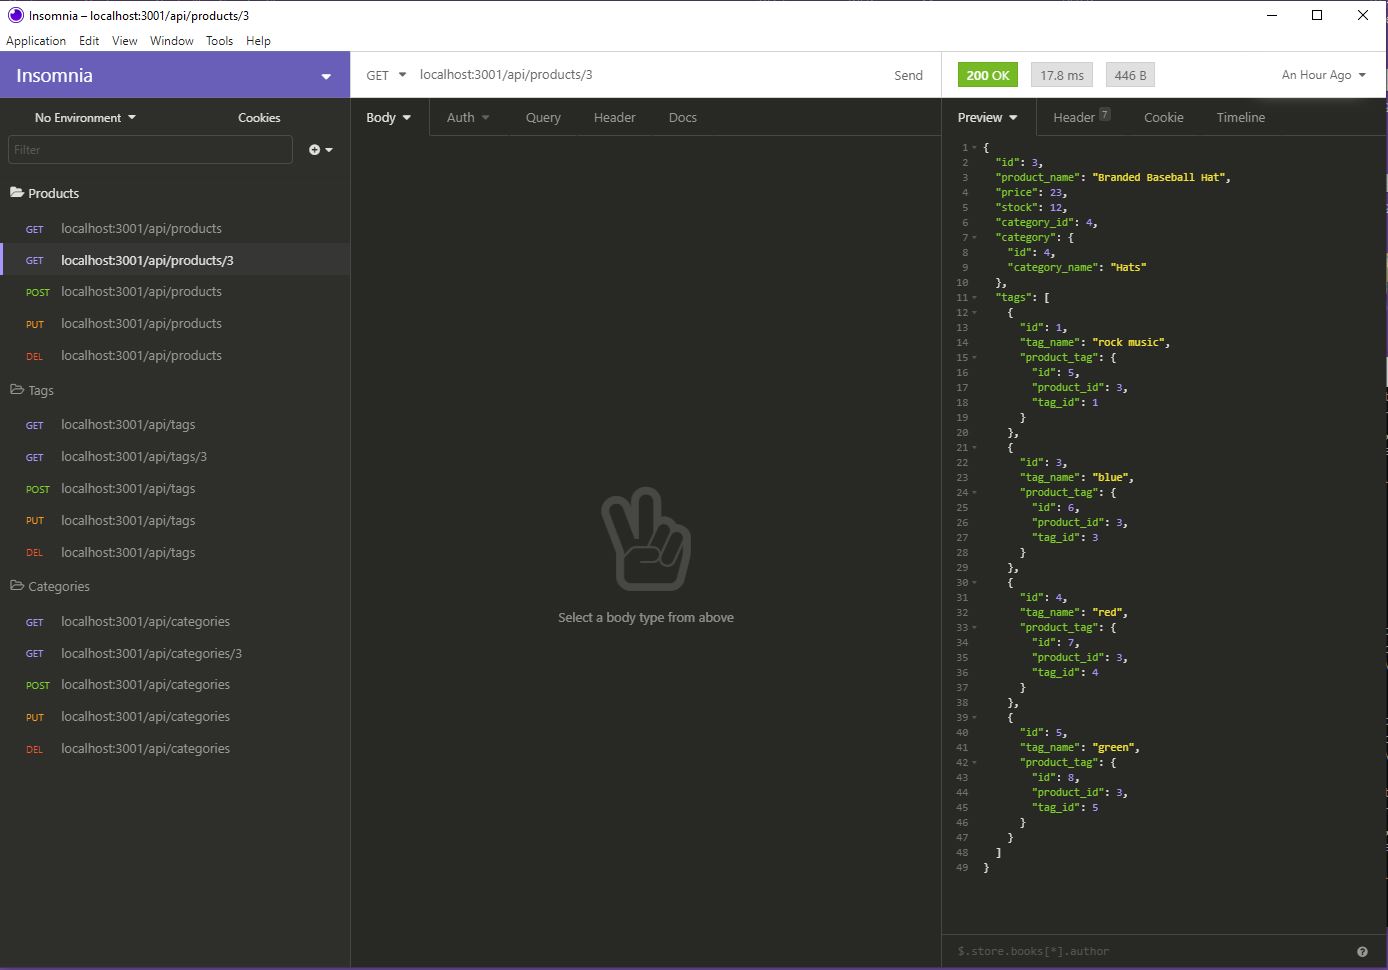 Insomnia – localhost:3001/api/products/3
Application Edit View Window Tools Help
Insomnia
No Environment Cookies
Filter
Products
GET localhost:3001/api/products
GET localhost:3001/api/products/3
POST localhost:3001/api/products
PUT localhost:3001/api/products
DEL localhost:3001/api/products
Tags
GET localhost:3001/api/tags
GET localhost:3001/api/tags/3
POST localhost:3001/api/tags
PUT localhost:3001/api/tags
DEL localhost:3001/api/tags
Categories
GET localhost:3001/api/categories
GET localhost:3001/api/categories/3
POST localhost:3001/api/categories
PUT localhost:3001/api/categories
DEL localhost:3001/api/categories
GET localhost:3001/api/products/3 Send
Body Auth Query Header Docs
Select a body type from above
200 OK 17.8 ms 446 B An Hour Ago
Preview Header 7 Cookie Timeline
1 {
2 "id": 3,
3 "product_name": "Branded Baseball Hat",
4 "price": 23,
5 "stock": 12,
6 "category_id": 4,
7 "category": {
8 "id": 4,
9 "category_name": "Hats"
10 },
11 "tags": [
12 {
13 "id": 1,
14 "tag_name": "rock music",
15 "product_tag": {
16 "id": 5,
17 "product_id": 3,
18 "tag_id": 1
19 }
20 },
21 {
22 "id": 3,
23 "tag_name": "blue",
24 "product_tag": {
25 "id": 6,
26 "product_id": 3,
27 "tag_id": 3
28 }
29 },
30 {
31 "id": 4,
32 "tag_name": "red",
33 "product_tag": {
34 "id": 7,
35 "product_id": 3,
36 "tag_id": 4
37 }
38 },
39 {
40 "id": 5,
41 "tag_name": "green",
42 "product_tag": {
43 "id": 8,
44 "product_id": 3,
45 "tag_id": 5
46 }
47 }
48 ]
49 }
$.store.books[*].author